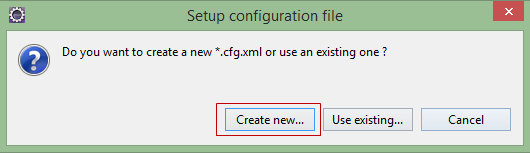 Setup configuration file
Do you want to create a new *.cfg.xml or use an existing one ?
Create new... Use existing... Cancel